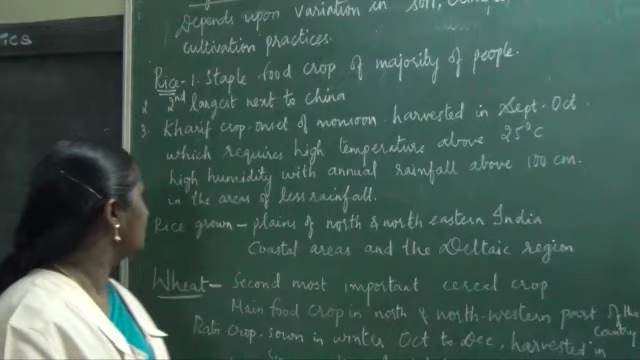 ICS
Depends upon variation in soil,
cultivation practices.
Rice - 1. Staple food crop of majority of people.
2. 2nd largest next to China
3. Kharif crop - onset of monsoon harvested in Sept-Oct.
which requires high temperature above 25°C
high humidity with annual rainfall above 100 cm.
in the areas of less rainfall.
Rice grown - plains of north & north eastern India
Coastal areas and the Deltaic region
Wheat - Second most important cereal crop
Main food crop in north & north-western part of the
country
Rabi crop - sown in winter Oct to Dec, harvested in